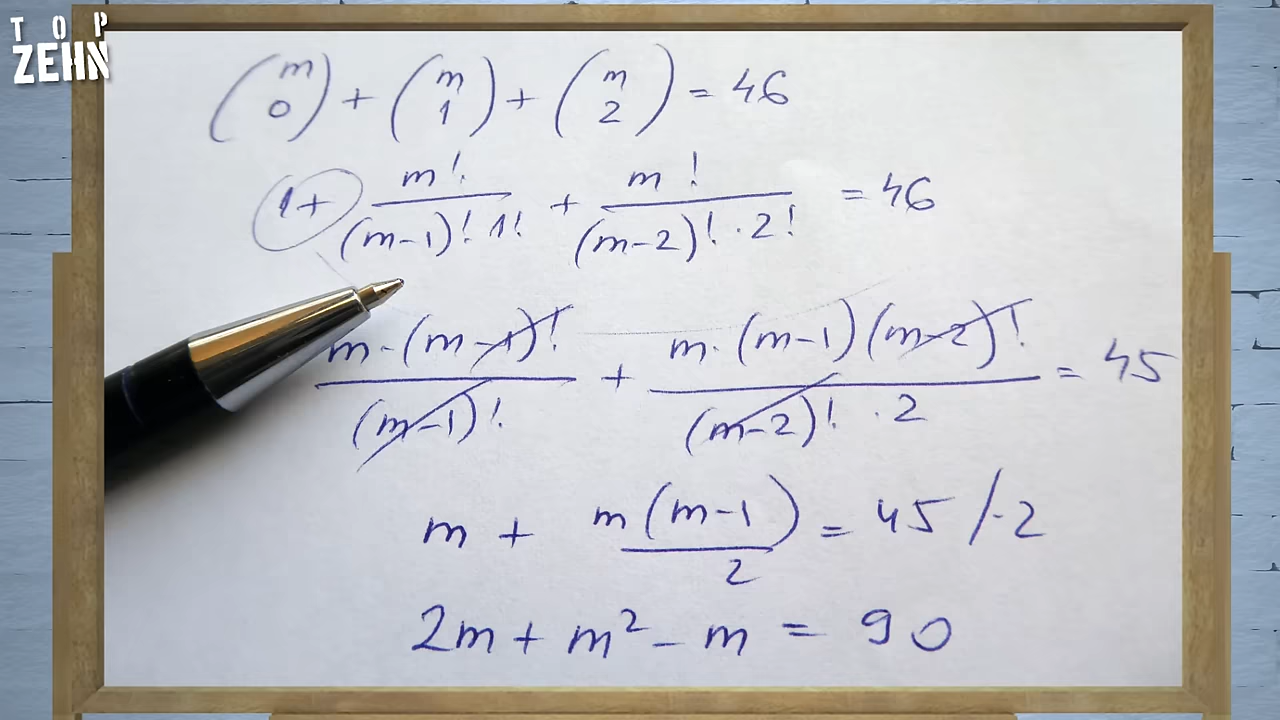 TOP
ZEHN
(m 0) + (m 1) + (m 2) = 46
1 + m! / (m-1)! 1! + m! / (m-2)! · 2! = 46
m · (m-1)! / (m-1)! + m · (m-1)(m-2)! / (m-2)! · 2 = 45
m + m(m-1) / 2 = 45 / · 2
2m + m² - m = 90